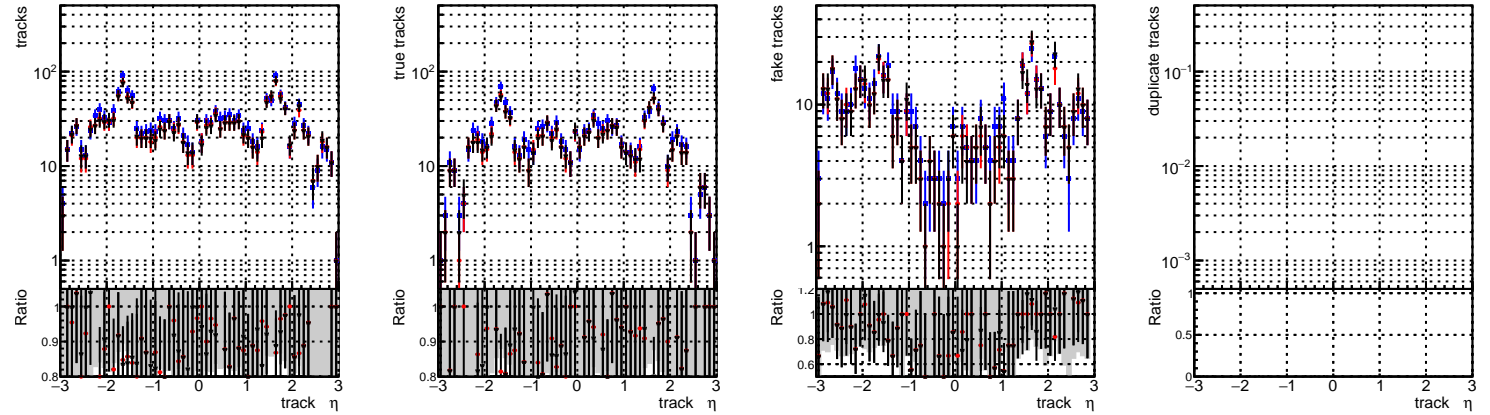 tracks
10²
10
1
Ratio
1
0.9
0.8
−3 −2 −1 0 1 2 3
track η
true tracks
10²
10
1
Ratio
1
0.9
0.8
−3 −2 −1 0 1 2 3
track η
fake tracks
10
1
Ratio
1.2
1
0.8
0.6
−3 −2 −1 0 1 2 3
track η
duplicate tracks
10⁻¹
10⁻²
10⁻³
Ratio
1
0.5
0
−3 −2 −1 0 1 2 3
track η